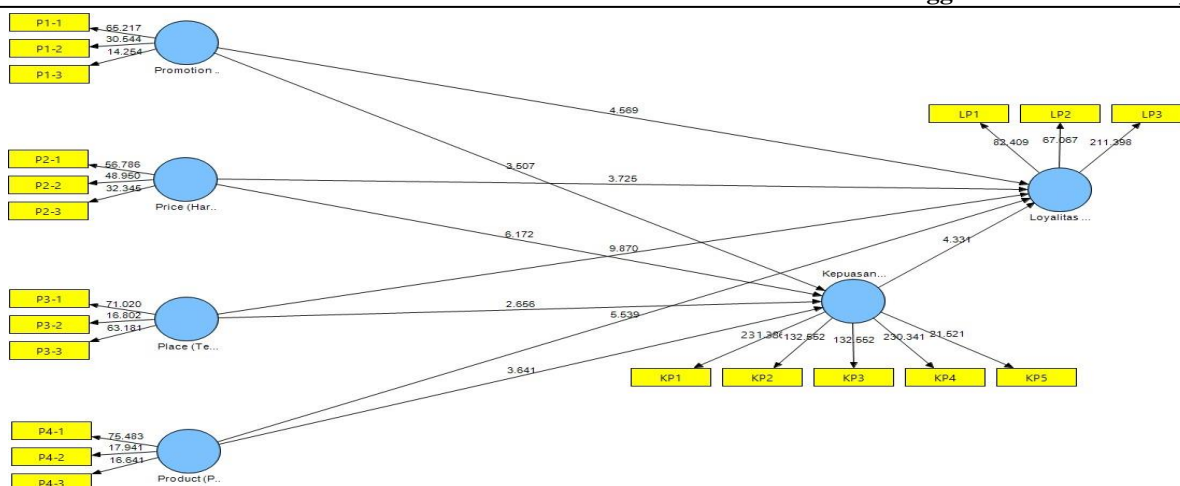 gg
P1-1
65.217
P1-2
30.544
P1-3
14.254
Promotion ..
4.569
LP1
LP2
LP3
82.409
67.067
211.398
3.507
P2-1
56.786
P2-2
48.950
P2-3
32.345
Price (Har..
3.725
Loyalitas ...
6.172
9.870
4.331
Kepuasan...
P3-1
71.020
P3-2
16.802
P3-3
63.181
Place (Te...
2.656
5.539
132.552
132.552
230.341
21.521
3.641
KP1
KP2
KP3
KP4
KP5
P4-1
75.483
P4-2
17.941
P4-3
16.641
Product (P..